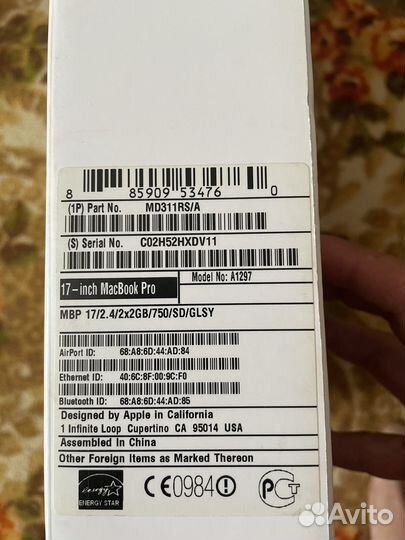 8 85909 53476 0
(1P) Part No. MD311RS/A
(S) Serial No. C02H52HXDV11
17-inch MacBook Pro Model No: A1297
MBP 17/2.4/2x2GB/750/SD/GLSY
AirPort ID: 68:A8:6D:44:AD:84
Ethernet ID: 40:6C:8F:00:9C:F0
Bluetooth ID: 68:A8:6D:44:AD:85
Designed by Apple in California
1 Infinite Loop Cupertino CA 95014 USA
Assembled in China
Other Foreign Items as Marked Thereon
energy
ENERGY STAR
CE0984!
РСТ
Avito